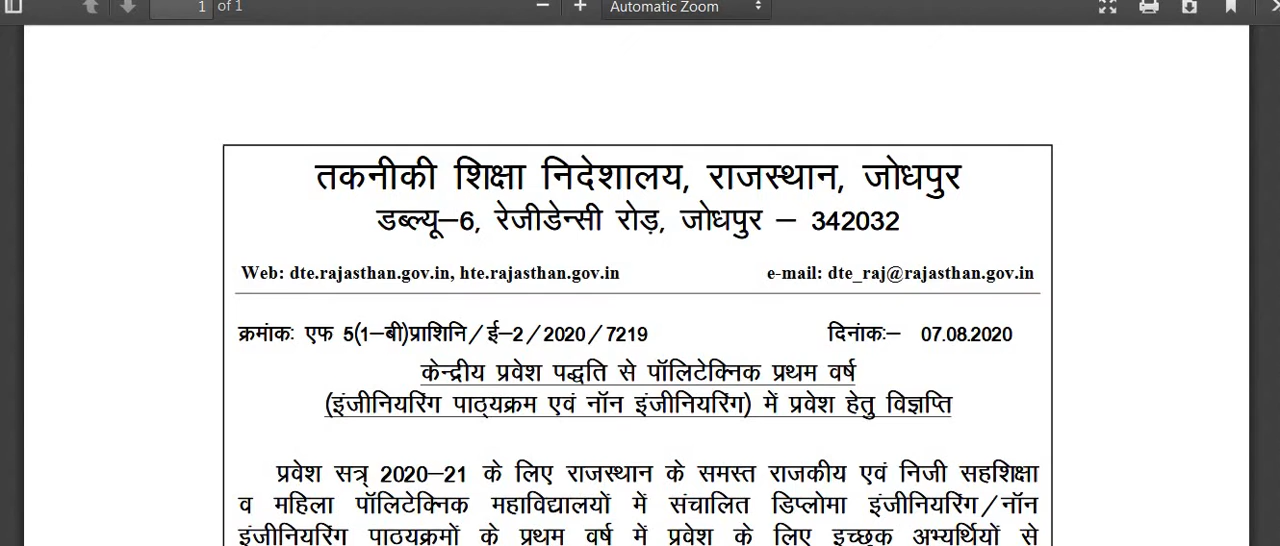 1 of 1
Automatic Zoom
तकनीकी शिक्षा निदेशालय, राजस्थान, जोधपुर
डब्ल्यू–6, रेजीडेन्सी रोड़, जोधपुर – 342032
Web: dte.rajasthan.gov.in, hte.rajasthan.gov.in e-mail: dte_raj@rajasthan.gov.in
क्रमांकः एफ 5(1–बी)प्राशिनि/ई–2/2020/7219 दिनांकः– 07.08.2020
केन्द्रीय प्रवेश पद्धति से पॉलिटेक्निक प्रथम वर्ष
(इंजीनियरिंग पाठ्यक्रम एवं नॉन इंजीनियरिंग) में प्रवेश हेतु विज्ञप्ति
प्रवेश सत्र् 2020–21 के लिए राजस्थान के समस्त राजकीय एवं निजी सहशिक्षा
व महिला पॉलिटेक्निक महाविद्यालयों में संचालित डिप्लोमा इंजीनियरिंग/नॉन
इंजीनियरिंग पाठ्यक्रमों के प्रथम वर्ष में प्रवेश के लिए इच्छुक अभ्यर्थियों से